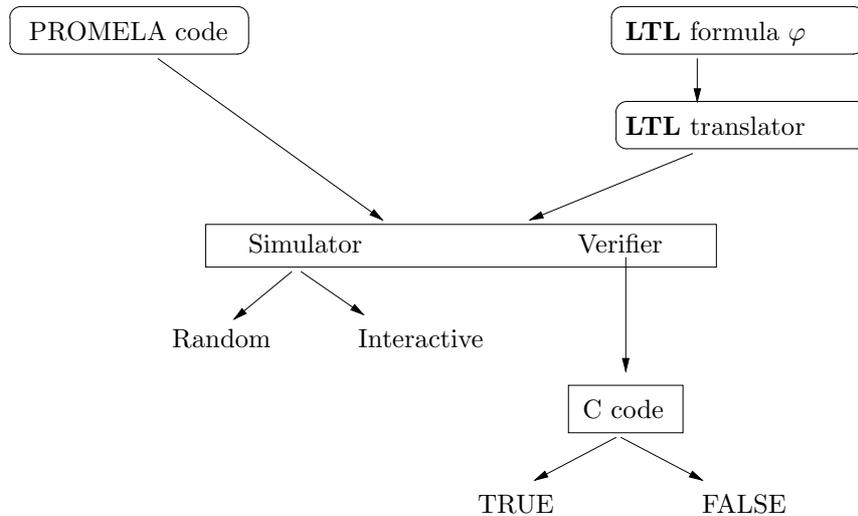 PROMELA code
LTL formula φ
LTL translator
Simulator
Verifier
Random
Interactive
C code
TRUE
FALSE